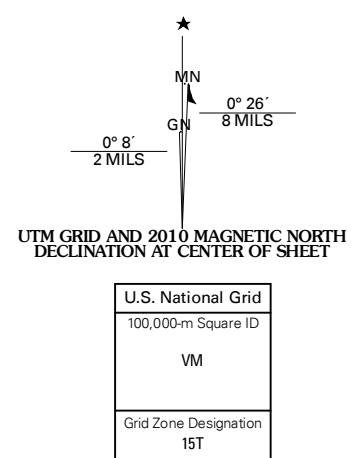 ★
MN
0° 26´
8 MILS
GN
0° 8´
2 MILS
UTM GRID AND 2010 MAGNETIC NORTH
DECLINATION AT CENTER OF SHEET
U.S. National Grid
100,000-m Square ID
VM
Grid Zone Designation
15T